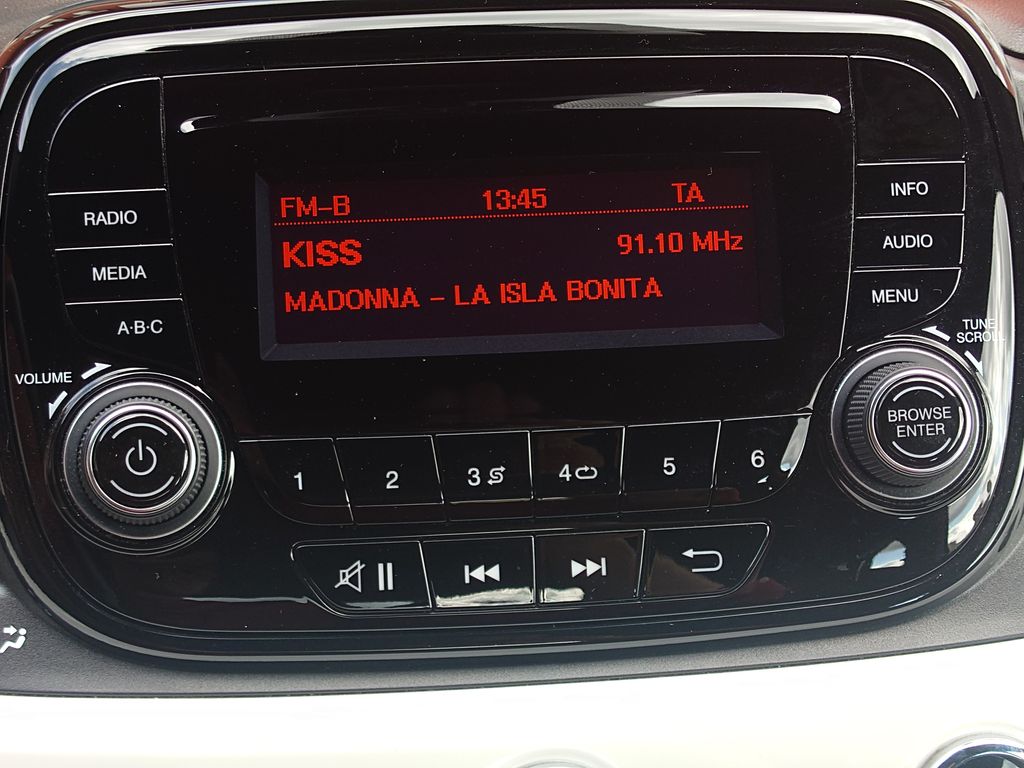 FM-B 13:45 TA
KISS 91.10 MHz
MADONNA - LA ISLA BONITA
RADIO
MEDIA
A·B·C
VOLUME
INFO
AUDIO
MENU
TUNE
SCROLL
BROWSE
ENTER
1 2 3 4 5 6